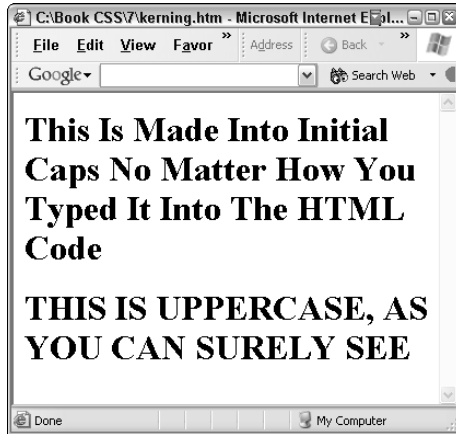 C:\Book CSS\7\kerning.htm - Microsoft Internet Expl...
File Edit View Favor » Address Back »
Google Search Web
This Is Made Into Initial
Caps No Matter How You
Typed It Into The HTML
Code
THIS IS UPPERCASE, AS
YOU CAN SURELY SEE
Done My Computer